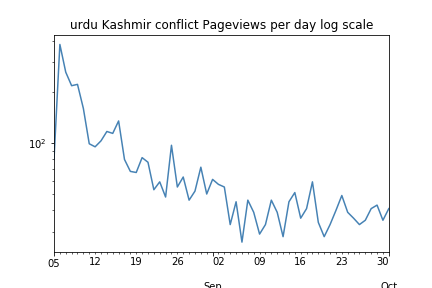 urdu Kashmir conflict Pageviews per day log scale
10²
05 12 19 26 02 09 16 23 30
Sep Oct